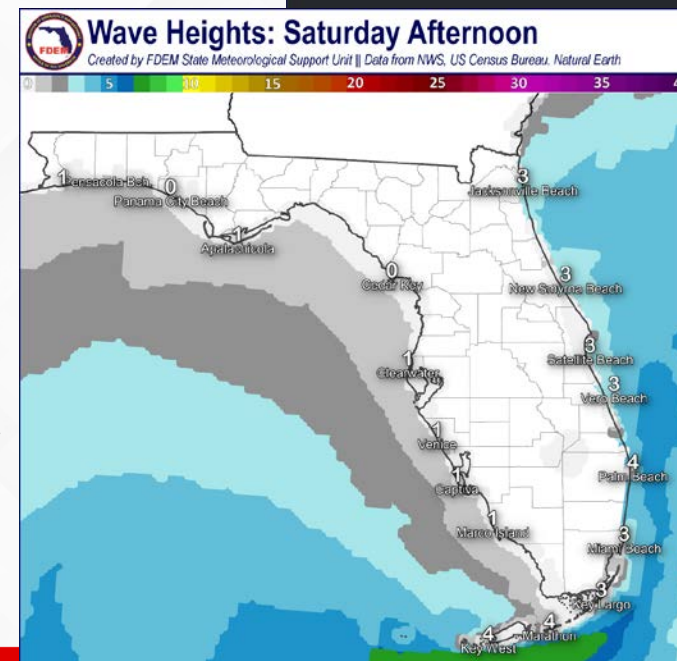 FDEM
Wave Heights: Saturday Afternoon
Created by FDEM State Meteorological Support Unit || Data from NWS, US Census Bureau, Natural Earth
0 5 10 15 20 25 30 35 4
3
Jacksonville Beach
1
Pensacola Bch
0
Panama City Beach
1
Apalachicola
0
Cedar Key
3
New Smyrna Beach
3
Satellite Beach
1
Clearwater
3
Vero Beach
1
Venice
4
Palm Beach
1
Captiva
1
Marco Island
3
Miami Beach
3
3
Key Largo
4
Marathon
4
Key West